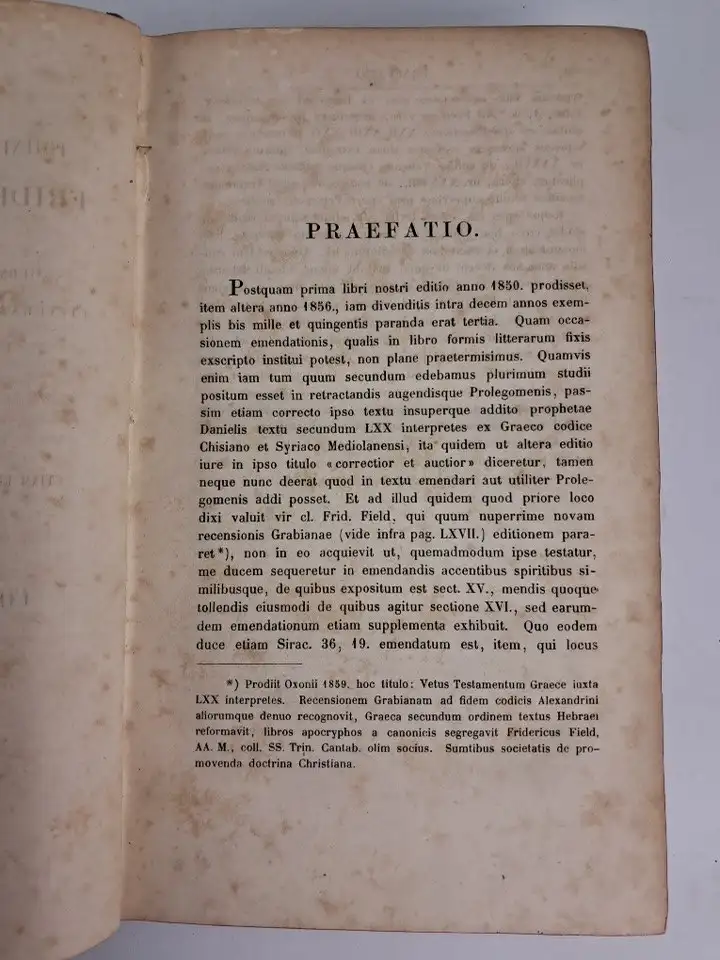 PRAEFATIO.
Postquam prima libri nostri editio anno 1850. prodisset,
item altera anno 1856., iam divenditis intra decem annos exem-
plis bis mille et quingentis paranda erat tertia. Quam occa-
sionem emendationis, qualis in libro formis litterarum fixis
exscripto institui potest, non plane praetermisimus. Quamvis
enim iam tum quum secundum edebamus plurimum studii
positum esset in retractandis augendisque Prolegomenis, pas-
sim etiam correcto ipso textu insuperque addito prophetae
Danielis textu secundum LXX interpretes ex Graeco codice
Chisiano et Syriaco Mediolanensi, ita quidem ut altera editio
iure in ipso titulo «correctior et auctior» diceretur, tamen
neque nunc deerat quod in textu emendari aut utiliter Prole-
gomenis addi posset. Et ad illud quidem quod priore loco
dixi valuit vir cl. Frid. Field, qui quum nuperrime novam
recensionis Grabianae (vide infra pag. LXVII.) editionem para-
ret*), non in eo acquievit ut, quemadmodum ipse testatur,
me ducem sequeretur in emendandis accentibus spiritibus si-
milibusque, de quibus expositum est sect. XV., mendis quoque
tollendis eiusmodi de quibus agitur sectione XVI., sed earum-
dem emendationum etiam supplementa exhibuit. Quo eodem
duce etiam Sirac. 36, 19. emendatum est, item, qui locus
*) Prodiit Oxonii 1859. hoc titulo: Vetus Testamentum Graece iuxta
LXX interpretes. Recensionem Grabianam ad fidem codicis Alexandrini
aliorumque denuo recognovit, Graeca secundum ordinem textus Hebraei
reformavit, libros apocryphos a canonicis segregavit Fridericus Field,
AA. M., coll. SS. Trin. Cantab. olim socius. Sumtibus societatis de pro-
movenda doctrina Christiana.